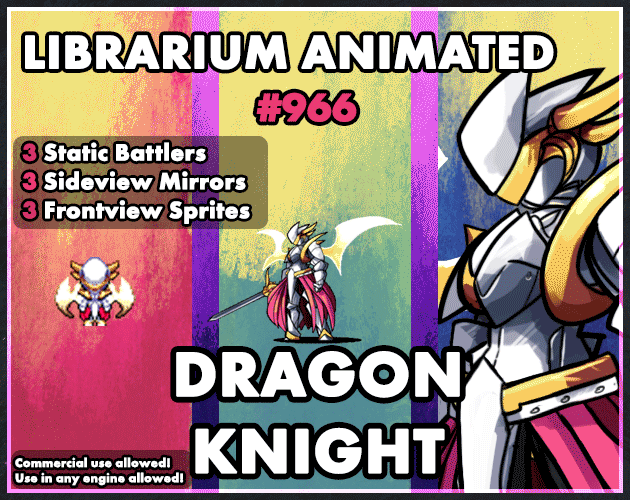 LIBRARIUM ANIMATED
#966
3 Static Battlers
3 Sideview Mirrors
3 Frontview Sprites
DRAGON
KNIGHT
Commercial use allowed!
Use in any engine allowed!